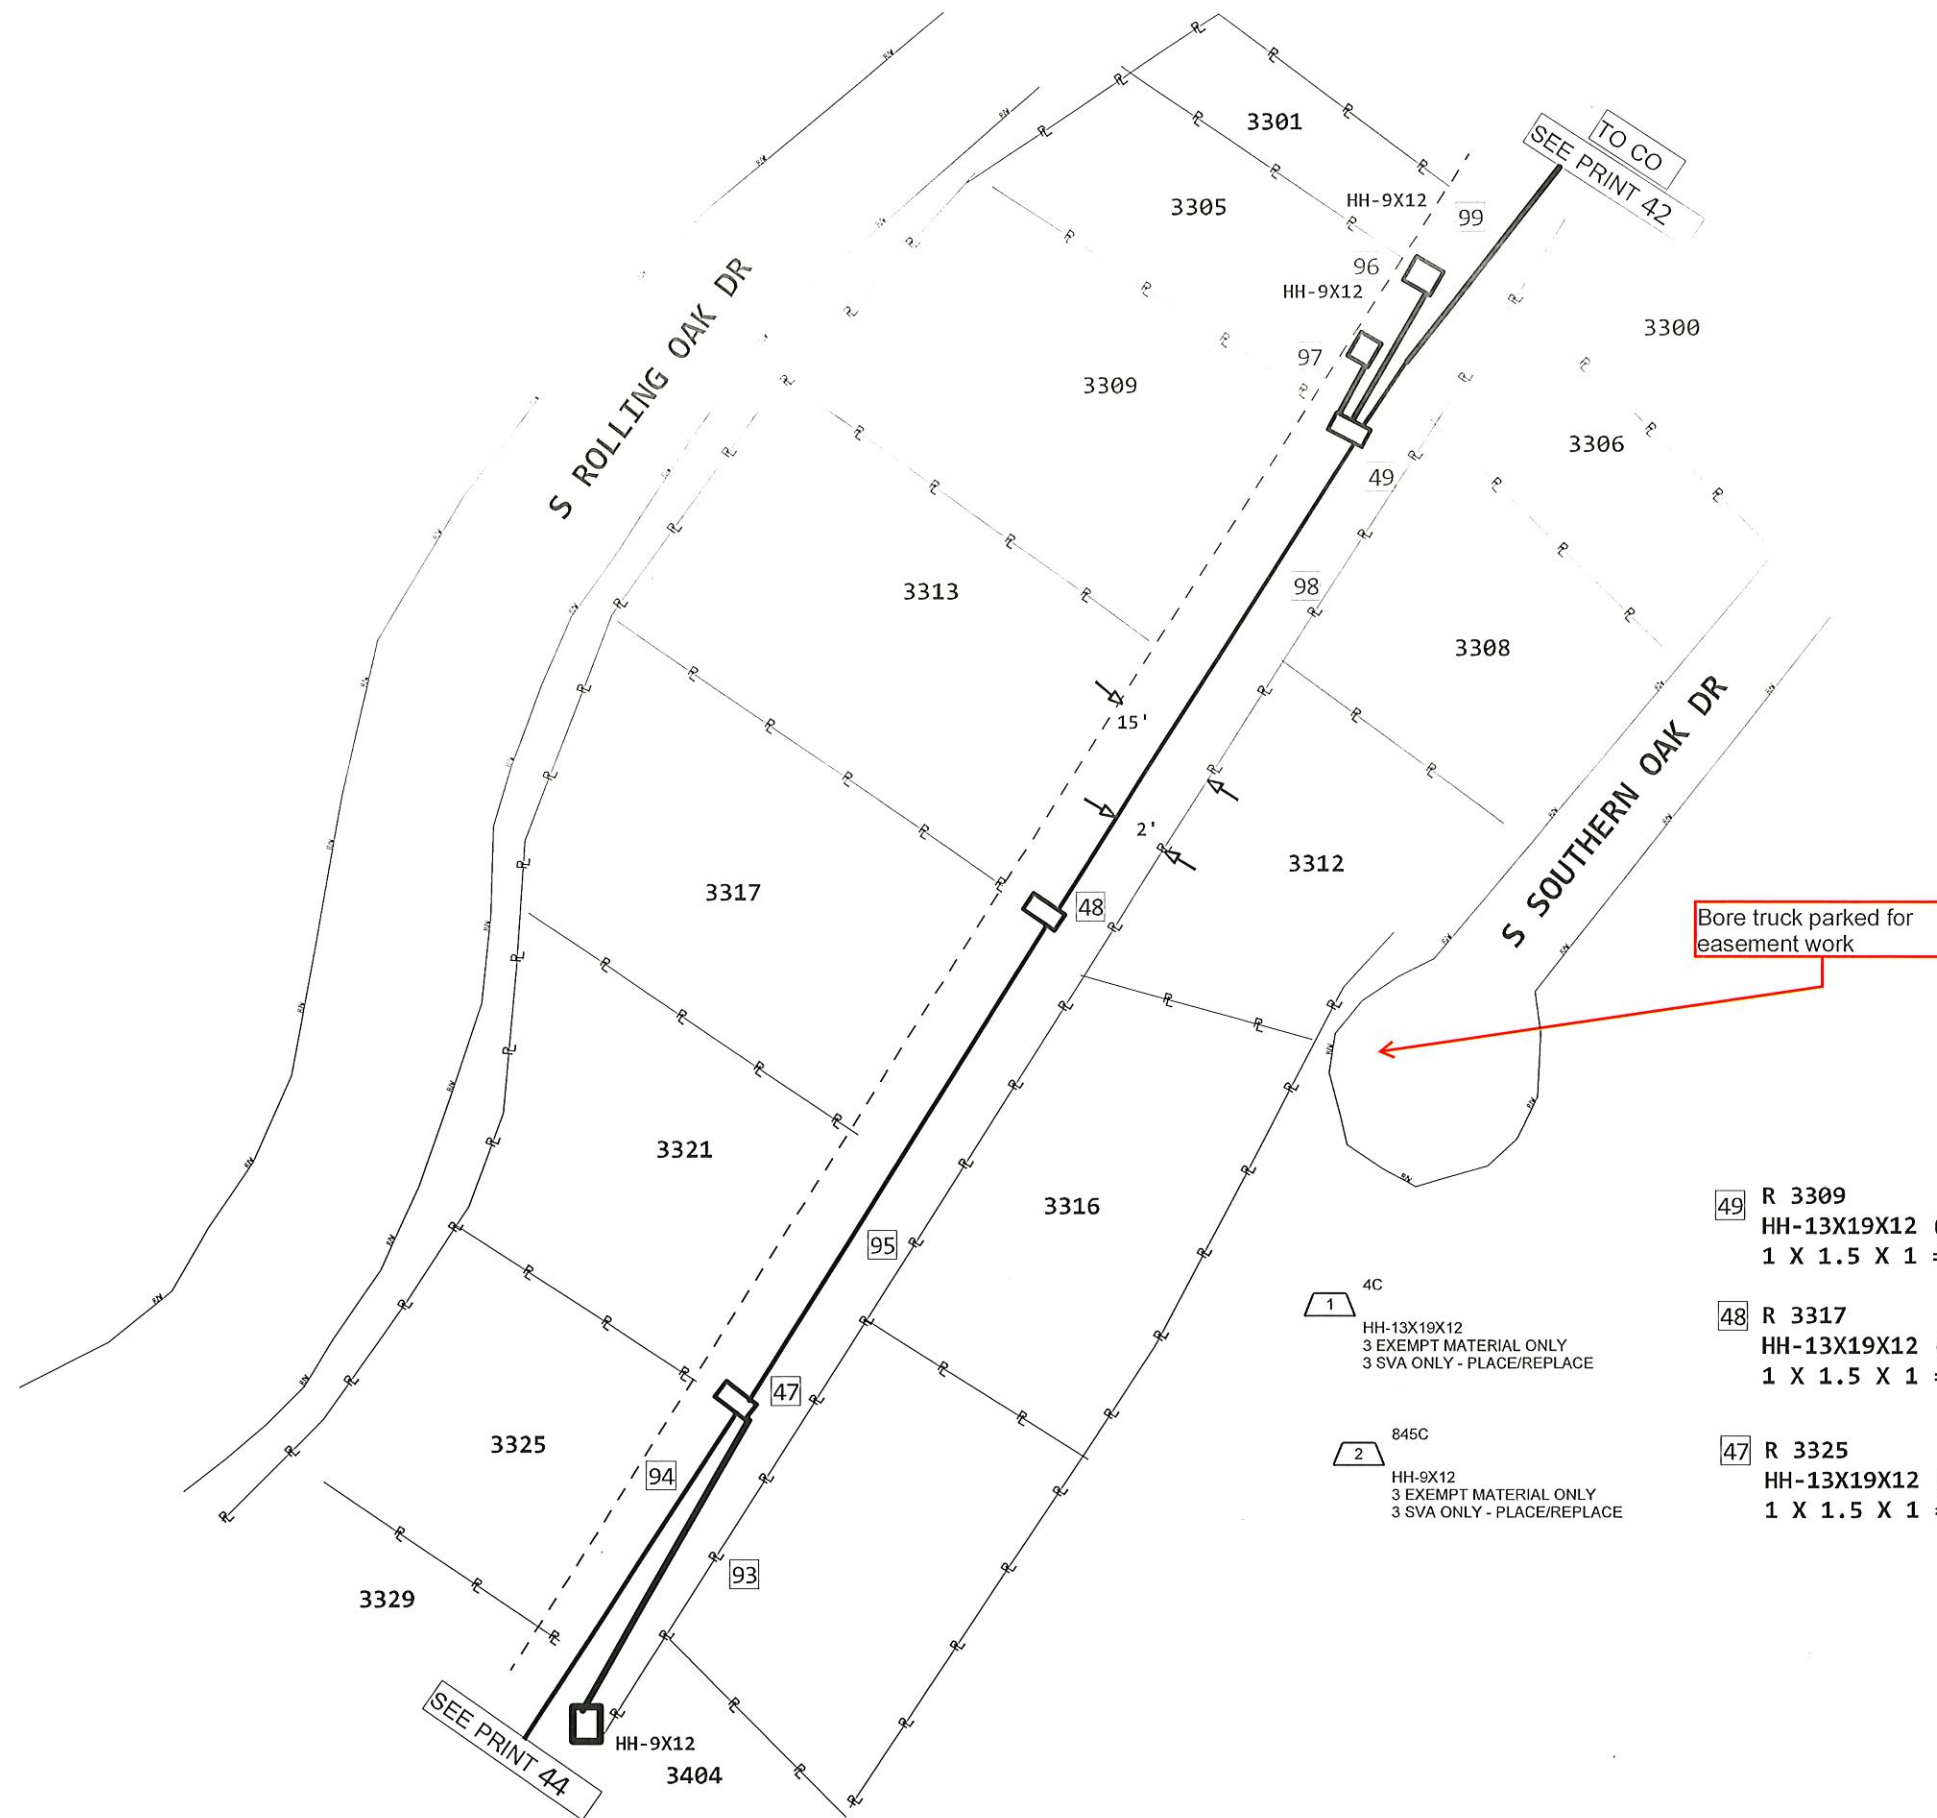 TO CO
SEE PRINT 42
3301
3305
HH-9X12
99
96
HH-9X12
97
3300
3309
3306
49
S ROLLING OAK DR
98
3313
3308
15'
2'
S SOUTHERN OAK DR
3312
3317
48
Bore truck parked for
easement work
3321
3316
95
49
R 3309
HH-13X19X12
1 X 1.5 X 1
1
4C
HH-13X19X12
3 EXEMPT MATERIAL ONLY
3 SVA ONLY - PLACE/REPLACE
48
R 3317
HH-13X19X12
1 X 1.5 X 1 =
47
3325
94
2
845C
HH-9X12
3 EXEMPT MATERIAL ONLY
3 SVA ONLY - PLACE/REPLACE
47
R 3325
HH-13X19X12
1 X 1.5 X 1 =
93
3329
SEE PRINT 44
HH-9X12
3404